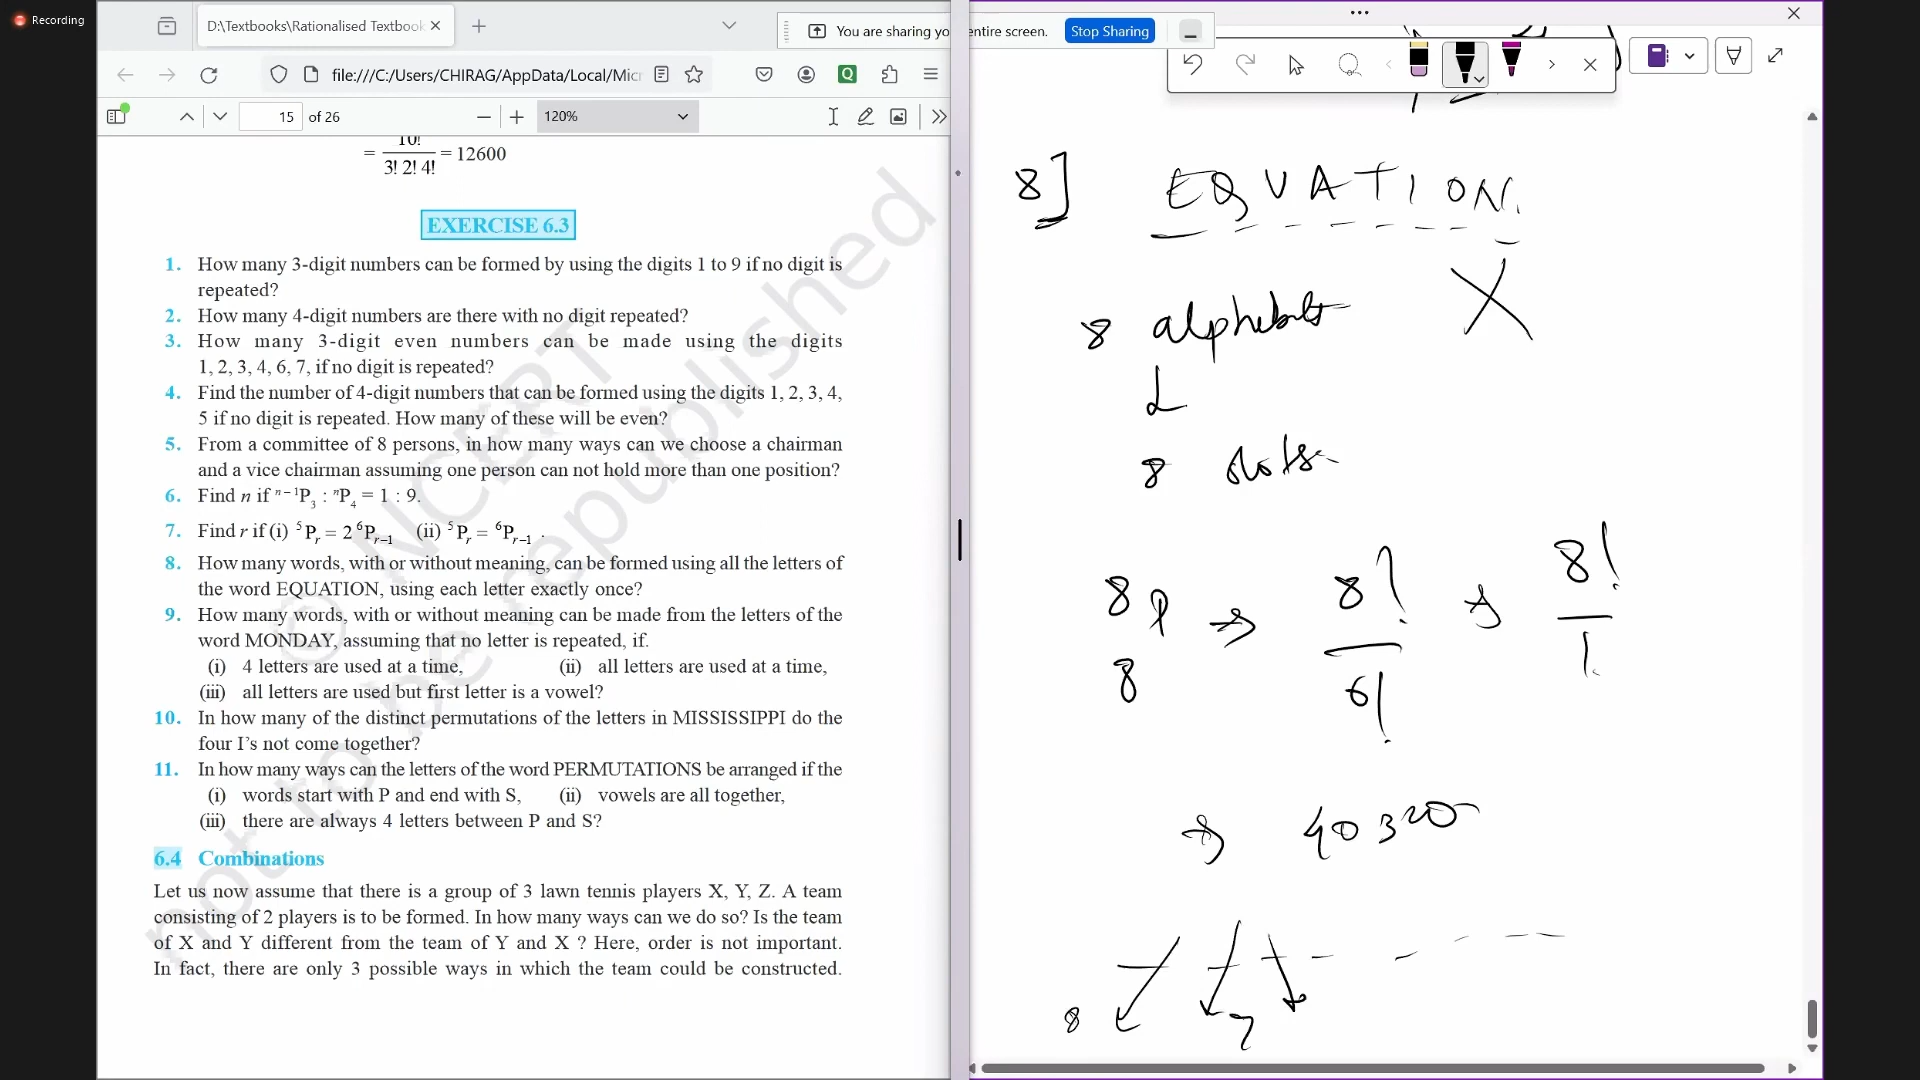 Recording
D:\Textbooks\Rationalised Textbook
You are sharing yo
entire screen.
Stop Sharing
file:///C:/Users/CHIRAG/AppData/Local/Micr
15 of 26
120%
= 10! / 3! 2! 4! = 12600
EXERCISE 6.3
1. How many 3-digit numbers can be formed by using the digits 1 to 9 if no digit is
repeated?
2. How many 4-digit numbers are there with no digit repeated?
3. How many 3-digit even numbers can be made using the digits
1, 2, 3, 4, 6, 7, if no digit is repeated?
4. Find the number of 4-digit numbers that can be formed using the digits 1, 2, 3, 4,
5 if no digit is repeated. How many of these will be even?
5. From a committee of 8 persons, in how many ways can we choose a chairman
and a vice chairman assuming one person can not hold more than one position?
6. Find n if ⁿ⁻¹P₃ : ⁿP₄ = 1 : 9.
7. Find r if (i) ⁵Pᵣ = 2 ⁶Pᵣ₋₁ (ii) ⁵Pᵣ = ⁶Pᵣ₋₁ .
8. How many words, with or without meaning, can be formed using all the letters of
the word EQUATION, using each letter exactly once?
9. How many words, with or without meaning can be made from the letters of the
word MONDAY, assuming that no letter is repeated, if.
(i) 4 letters are used at a time, (ii) all letters are used at a time,
(iii) all letters are used but first letter is a vowel?
10. In how many of the distinct permutations of the letters in MISSISSIPPI do the
four I's not come together?
11. In how many ways can the letters of the word PERMUTATIONS be arranged if the
(i) words start with P and end with S, (ii) vowels are all together,
(iii) there are always 4 letters between P and S?
6.4 Combinations
Let us now assume that there is a group of 3 lawn tennis players X, Y, Z. A team
consisting of 2 players is to be formed. In how many ways can we do so? Is the team
of X and Y different from the team of Y and X ? Here, order is not important.
In fact, there are only 3 possible ways in which the team could be constructed.
© NCERT
not to be republished
8] EQUATION.
X
8 alphebets
8 slots
8 P 8 ⇒ 8! / 6! ⇒ 8! / 1.
⇒ 40320
8 7